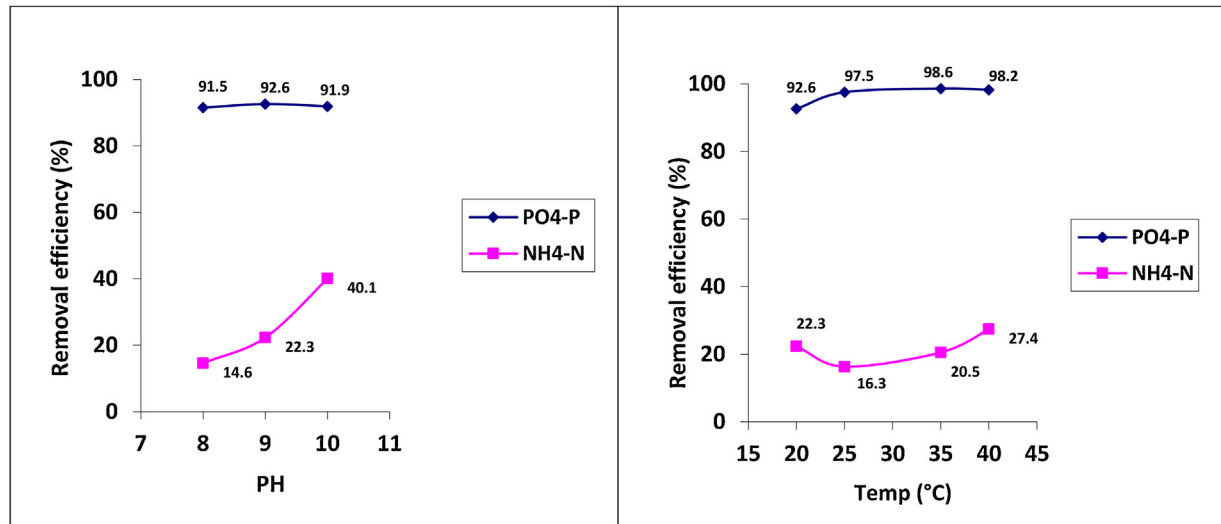 91.5 92.6 91.9
100
80
60
40
20
0
Removal efficiency (%)
14.6
22.3
40.1
7 8 9 10 11
PH
PO4-P
NH4-N
92.6 97.5 98.6 98.2
100
80
60
40
20
0
Removal efficiency (%)
22.3
16.3
20.5
27.4
15 20 25 30 35 40 45
Temp (°C)
PO4-P
NH4-N